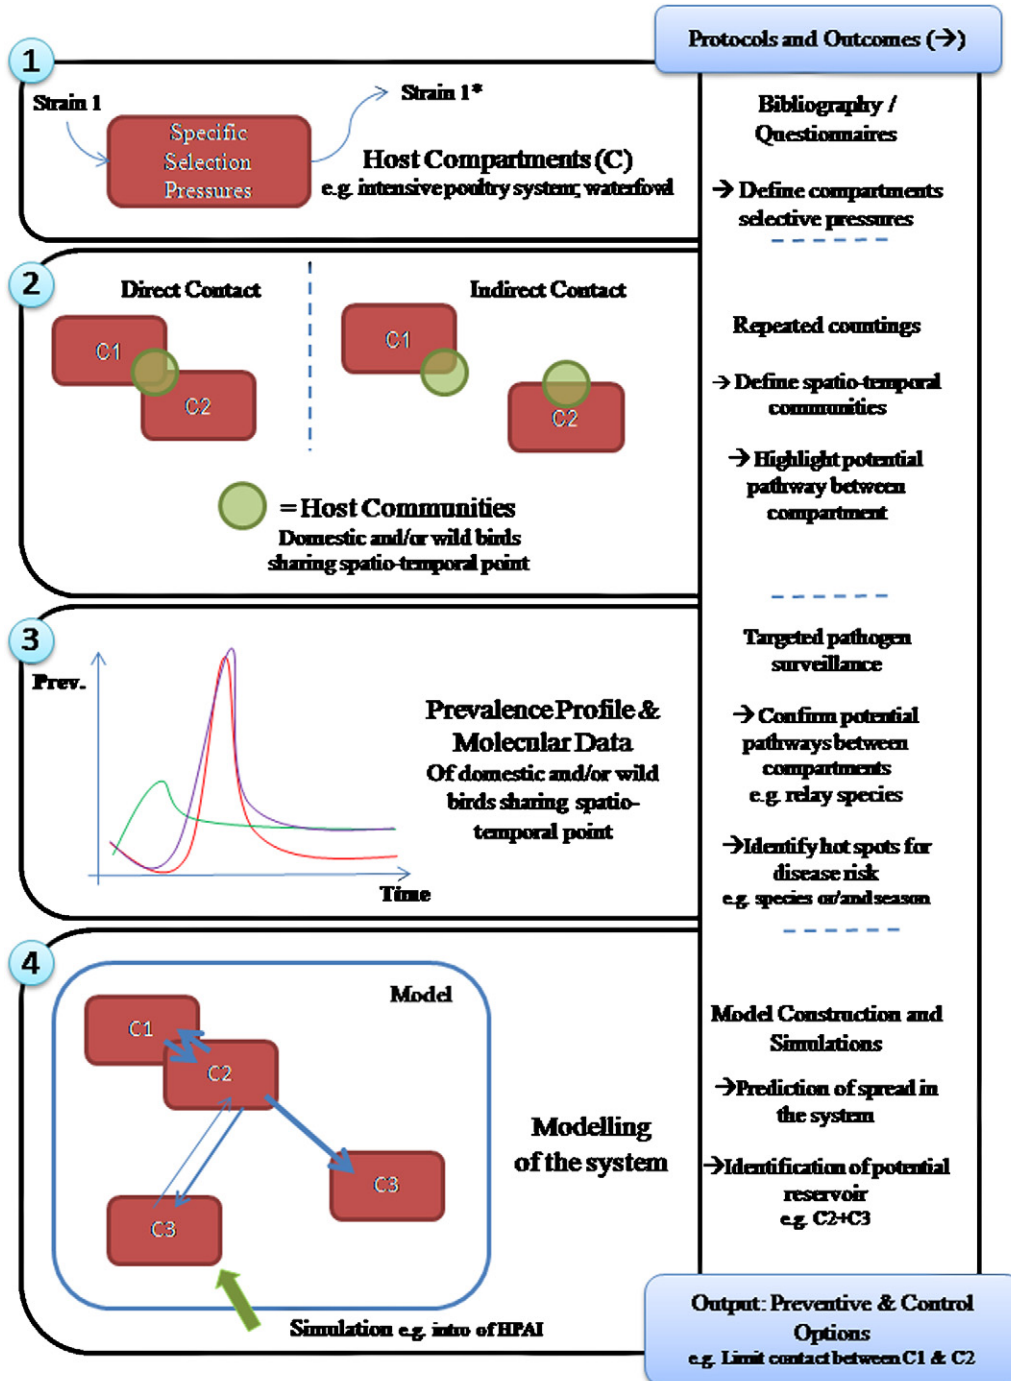 Protocols and Outcomes (→)
1
Strain 1
Strain 1*
Specific
Selection
Pressures
Host Compartments (C)
e.g. intensive poultry system; waterfowl
Bibliography /
Questionnaires
→ Define compartments
selective pressures
2
Direct Contact
Indirect Contact
C1
C2
C1
C2
= Host Communities
Domestic and/or wild birds
sharing spatio-temporal point
Repeated countings
→ Define spatio-temporal
communities
→ Highlight potential
pathway between
compartment
3
Prev.
Time
Prevalence Profile &
Molecular Data
Of domestic and/or wild
birds sharing spatio-
temporal point
Targeted pathogen
surveillance
→ Confirm potential
pathways between
compartments
e.g. relay species
→Identify hot spots for
disease risk
e.g. species or/and season
4
Model
C1
C2
C3
C3
Simulation e.g. intro of HPAI
Modelling
of the system
Model Construction and
Simulations
→Prediction of spread in
the system
→Identification of potential
reservoir
e.g. C2+C3
Output: Preventive & Control
Options
e.g. Limit contact between C1 & C2